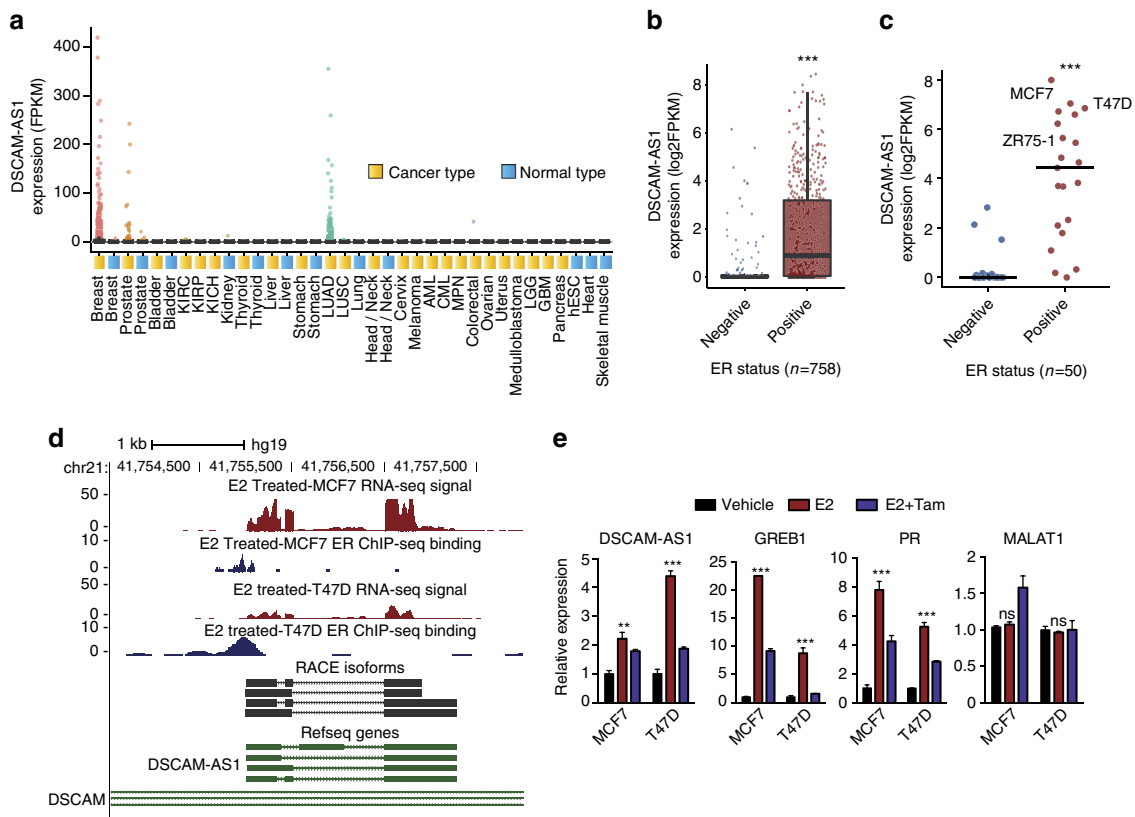 a
DSCAM-AS1
expression (FPKM)
400
300
200
100
0
Cancer type
Normal type
Breast
Breast
Prostate
Prostate
Bladder
Bladder
KIRC
KIRP
KICH
Kidney
Thyroid
Thyroid
Liver
Liver
Stomach
Stomach
LUAD
LUSC
Lung
Head / Neck
Head / Neck
Cervix
Melanoma
AML
CML
MPN
Colorectal
Ovarian
Uterus
Medulloblastoma
LGG
GBM
Pancreas
hESC
Heart
Skeletal muscle
b
DSCAM-AS1
expression (log2FPKM)
8
6
4
2
0
***
Negative
Positive
ER status (n=758)
c
DSCAM-AS1
expression (log2FPKM)
8
6
4
2
0
***
MCF7
T47D
ZR75-1
Negative
Positive
ER status (n=50)
d
1 kb
hg19
chr21:
41,754,500
41,755,500
41,756,500
41,757,500
E2 Treated-MCF7 RNA-seq signal
50
0
E2 Treated-MCF7 ER ChIP-seq binding
10
0
E2 treated-T47D RNA-seq signal
50
0
E2 treated-T47D ER ChIP-seq binding
10
0
RACE isoforms
Refseq genes
DSCAM-AS1
DSCAM
e
Vehicle
E2
E2+Tam
Relative expression
DSCAM-AS1
5
4
3
2
1
0
**
***
MCF7
T47D
GREB1
25
20
15
10
5
0
***
***
MCF7
T47D
PR
10
8
6
4
2
0
***
***
MCF7
T47D
MALAT1
2
1.5
1.0
0.5
0
ns
ns
MCF7
T47D